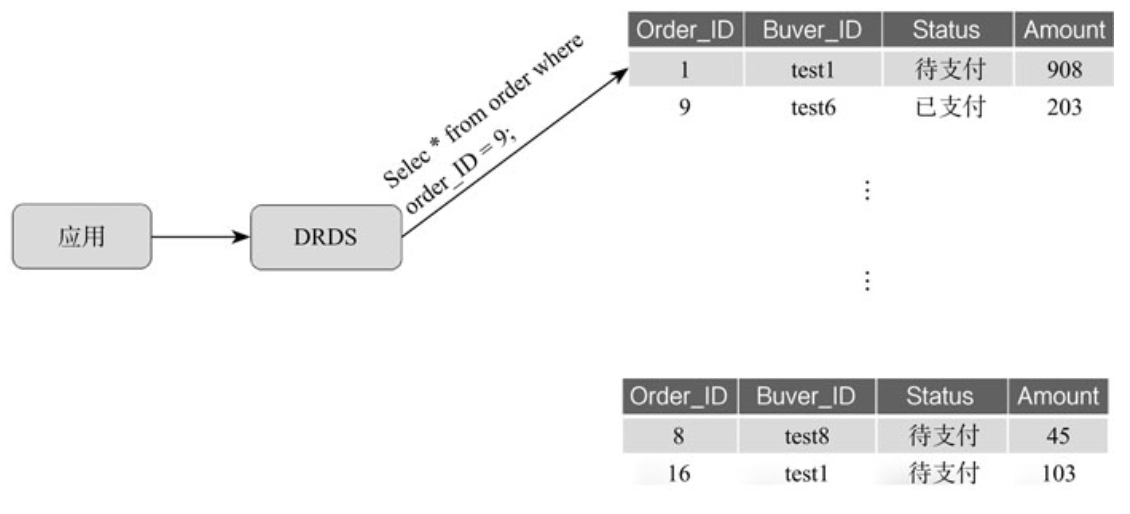 Order_ID Buver_ID Status Amount
1 test1 待支付 908
9 test6 已支付 203
Selec * from order where
order_ID = 9;
应用
DRDS
Order_ID Buver_ID Status Amount
8 test8 待支付 45
16 test1 待支付 103